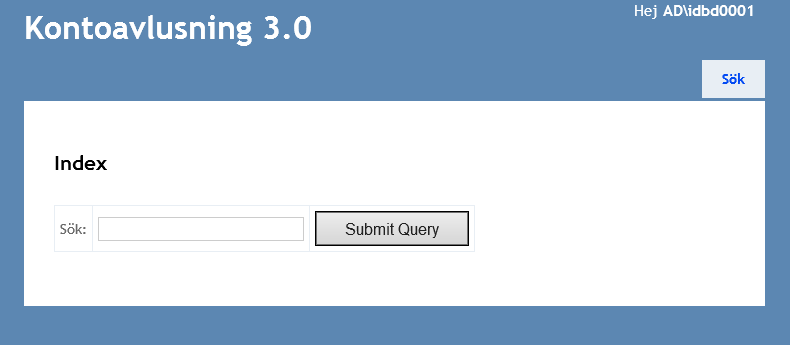 Hej AD\idbd0001
Kontoavlusning 3.0
Sök
Index
Sök:
Submit Query